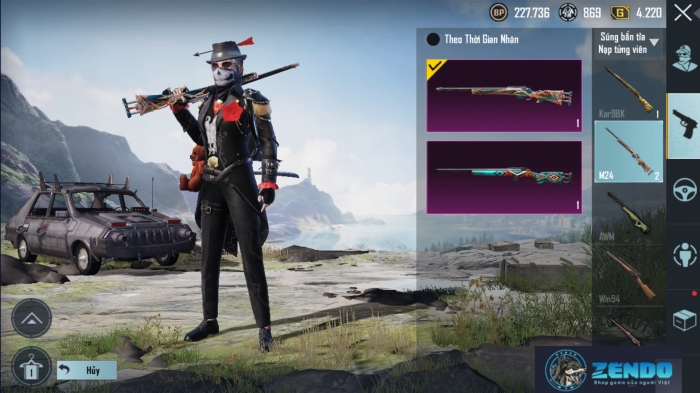 BP 227.736 869 G 4.220
Theo Thời Gian Nhận
Súng bắn tỉa
Nạp từng viên
1
1
Kar98K
1
M24
2
AWM
Win94
1
Hủy
ZENDO
Shop game của người Việt